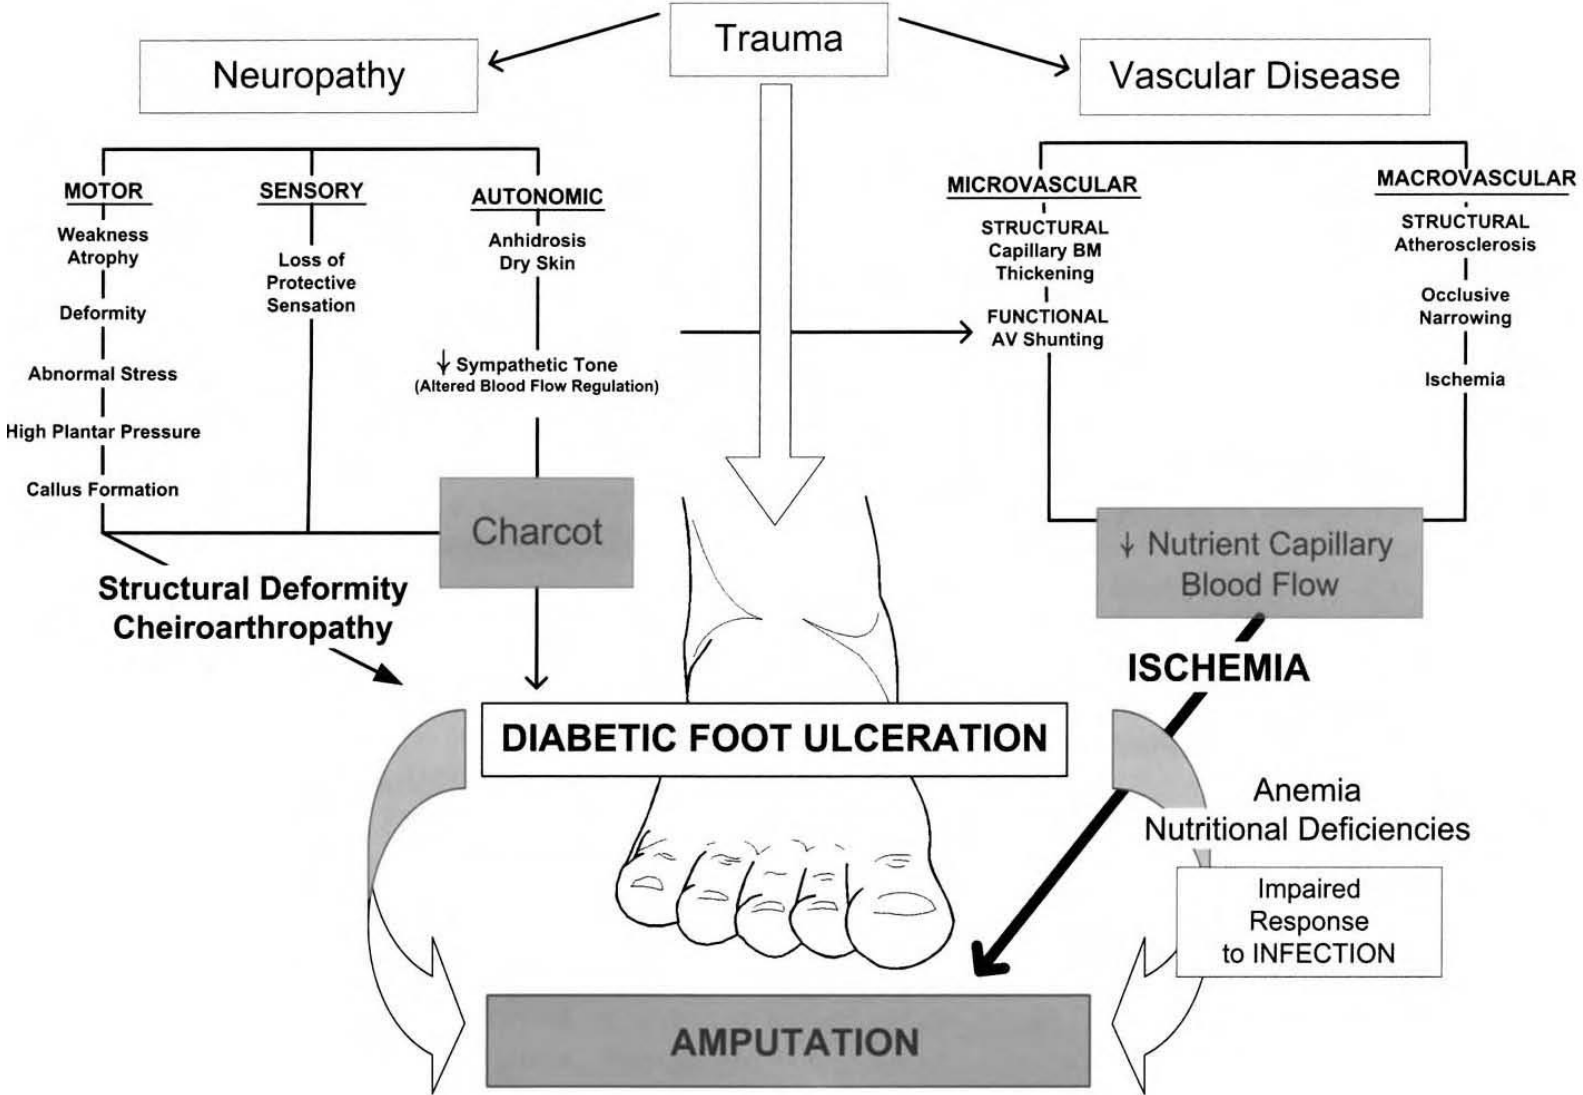 Trauma
Neuropathy
Vascular Disease
MOTOR
Weakness
Atrophy
Deformity
Abnormal Stress
High Plantar Pressure
Callus Formation
SENSORY
Loss of
Protective
Sensation
AUTONOMIC
Anhidrosis
Dry Skin
↓ Sympathetic Tone
(Altered Blood Flow Regulation)
MICROVASCULAR
STRUCTURAL
Capillary BM
Thickening
FUNCTIONAL
AV Shunting
MACROVASCULAR
STRUCTURAL
Atherosclerosis
Occlusive
Narrowing
Ischemia
Charcot
↓ Nutrient Capillary
Blood Flow
Structural Deformity
Cheiroarthropathy
ISCHEMIA
DIABETIC FOOT ULCERATION
Anemia
Nutritional Deficiencies
Impaired
Response
to INFECTION
AMPUTATION